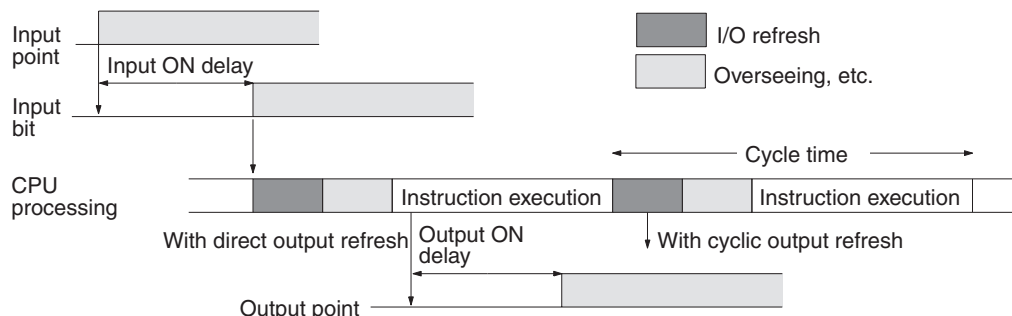 Input
point
I/O refresh
Input ON delay
Overseeing, etc.
Input
bit
Cycle time
CPU
processing
Instruction execution
Instruction execution
With direct output refresh
Output ON
delay
With cyclic output refresh
Output point